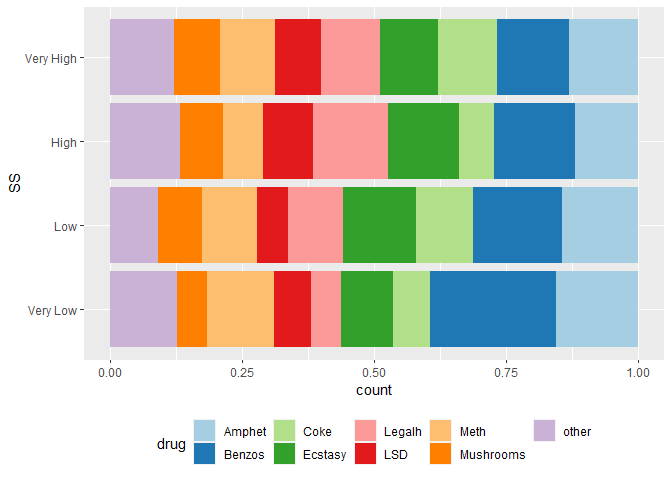 SS
Very High
High
Low
Very Low
0.00 0.25 0.50 0.75 1.00
count
drug
Amphet Coke Legalh Meth other
Benzos Ecstasy LSD Mushrooms